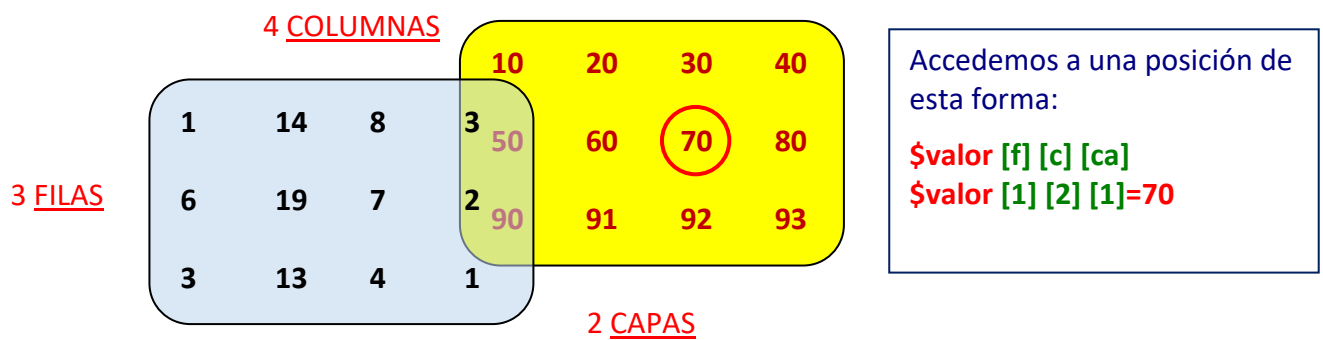 4 COLUMNAS
10 20 30 40
50 60 70 80
90 91 92 93
3 FILAS
1 14 8 3
6 19 7 2
3 13 4 1
2 CAPAS
Accedemos a una posición de
esta forma:
$valor [f] [c] [ca]
$valor [1] [2] [1]=70